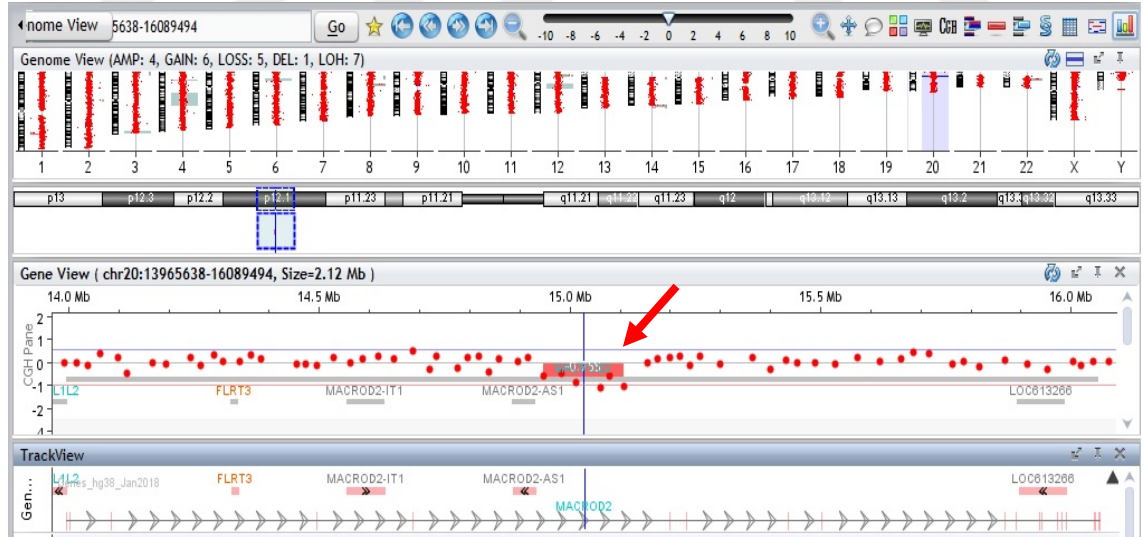 nome View 5638-16089494 Go -10 -8 -6 -4 -2 0 2 4 6 8 10 CGH
Genome View (AMP: 4, GAIN: 6, LOSS: 5, DEL: 1, LOH: 7)
1 2 3 4 5 6 7 8 9 10 11 12 13 14 15 16 17 18 19 20 21 22 X Y
p13 p12.3 p12.2 p12.1 p11.23 p11.21 q11.21 q11.22 q11.23 q12 q13.12 q13.13 q13.2 q13.32 q13.33
Gene View ( chr20:13965638-16089494, Size=2.12 Mb )
14.0 Mb 14.5 Mb 15.0 Mb 15.5 Mb 16.0 Mb
CGH Pane
2
1
0
-1
L1L2 FLRT3 MACROD2-IT1 MACROD2-AS1 LOC613266
-2
TrackView
Gen...
FLRT3 MACROD2-IT1 MACROD2-AS1 LOC613266
nes_hg38_Jan2018
MACROD2